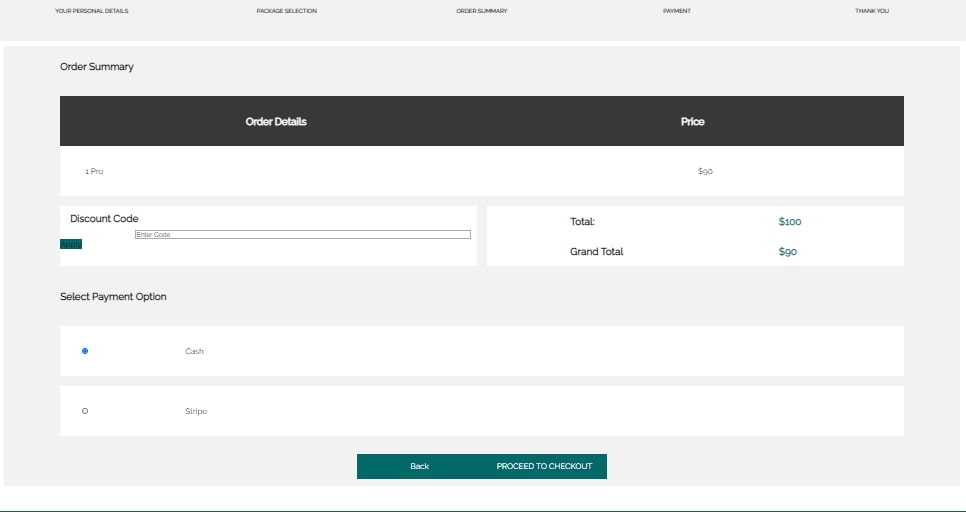 YOUR PERSONAL DETAILS PACKAGE SELECTION ORDER SUMMARY PAYMENT THANK YOU
Order Summary
Order Details Price
1 Pro $90
Discount Code
Enter Code
Apply
Total: $100
Grand Total $90
Select Payment Option
Cash
Stripe
Back PROCEED TO CHECKOUT